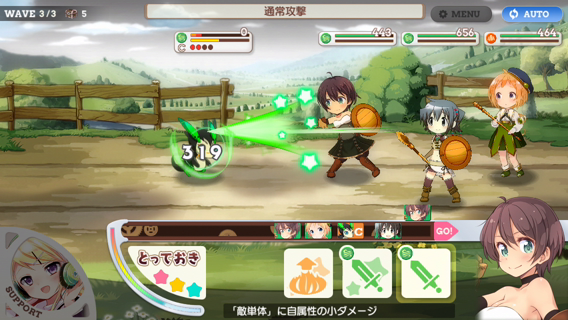 WAVE 3/3 5
通常攻撃
MENU
AUTO
0
443
656
464
C
319
C
GO!
とっておき
SUPPORT
「敵単体」に自属性の小ダメージ